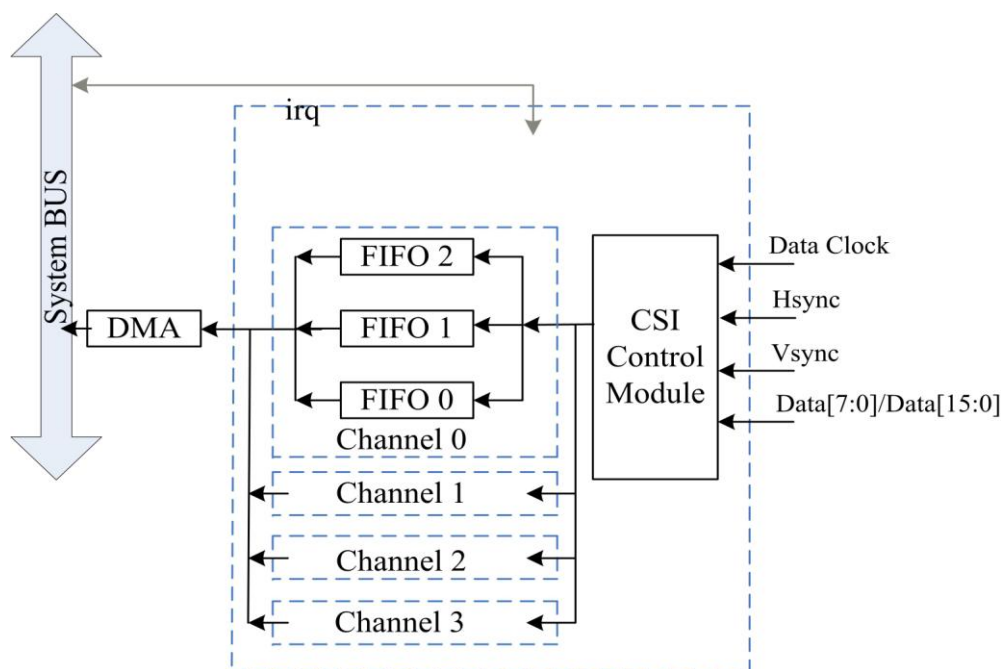 irq
System BUS
FIFO 2
Data Clock
DMA
FIFO 1
CSI
Control
Module
Hsync
Vsync
FIFO 0
Data[7:0]/Data[15:0]
Channel 0
Channel 1
Channel 2
Channel 3